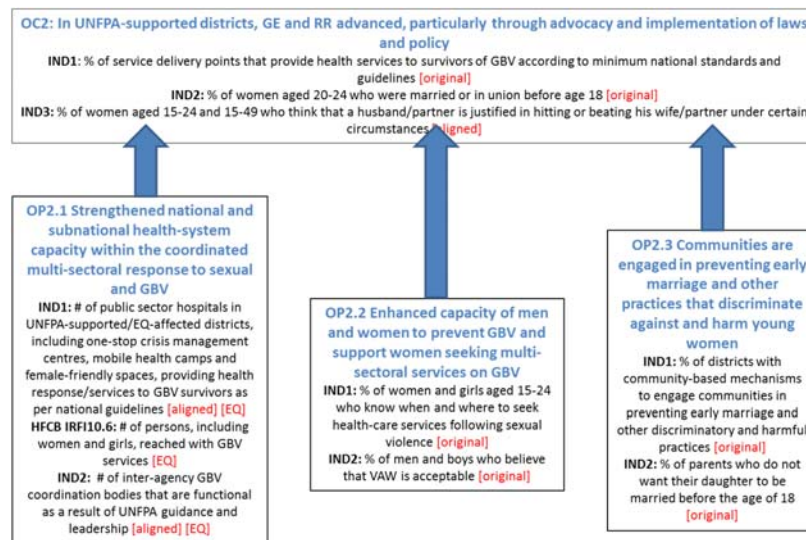 OC2: In UNFPA-supported districts, GE and RR advanced, particularly through advocacy and implementation of laws
and policy
IND1: % of service delivery points that provide health services to survivors of GBV according to minimum national standards and
guidelines [original]
IND2: % of women aged 20-24 who were married or in union before age 18 [original]
IND3: % of women aged 15-24 and 15-49 who think that a husband/partner is justified in hitting or beating his wife/partner under certain
circumstances ligned]
OP2.1 Strengthened national and
subnational health-system
capacity within the coordinated
multi-sectoral response to sexual
and GBV
IND1: # of public sector hospitals in
UNFPA-supported/EQ-affected districts,
including one-stop crisis management
centres, mobile health camps and
female-friendly spaces, providing health
response/services to GBV survivors as
per national guidelines [aligned] [EQ]
HFCB IRFI10.6: # of persons, including
women and girls, reached with GBV
services [EQ]
IND2: # of inter-agency GBV
coordination bodies that are functional
as a result of UNFPA guidance and
leadership [aligned] [EQ]
OP2.2 Enhanced capacity of men
and women to prevent GBV and
support women seeking multi-
sectoral services on GBV
IND1: % of women and girls aged 15-24
who know when and where to seek
health-care services following sexual
violence [original]
IND2: % of men and boys who believe
that VAW is acceptable [original]
OP2.3 Communities are
engaged in preventing early
marriage and other
practices that discriminate
against and harm young
women
IND1: % of districts with
community-based mechanisms
to engage communities in
preventing early marriage and
other discriminatory and harmful
practices [original]
IND2: % of parents who do not
want their daughter to be
married before the age of 18
[original]